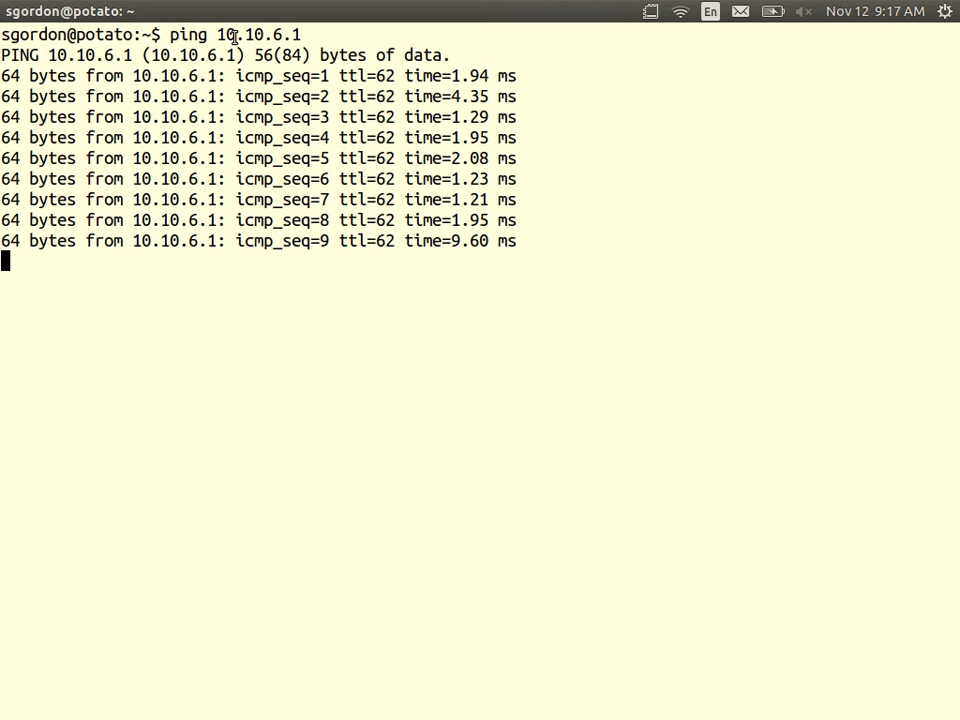 sgordon@potato: ~
En
Nov 12 9:17 AM
sgordon@potato:~$ ping 10.10.6.1
PING 10.10.6.1 (10.10.6.1) 56(84) bytes of data.
64 bytes from 10.10.6.1: icmp_seq=1 ttl=62 time=1.94 ms
64 bytes from 10.10.6.1: icmp_seq=2 ttl=62 time=4.35 ms
64 bytes from 10.10.6.1: icmp_seq=3 ttl=62 time=1.29 ms
64 bytes from 10.10.6.1: icmp_seq=4 ttl=62 time=1.95 ms
64 bytes from 10.10.6.1: icmp_seq=5 ttl=62 time=2.08 ms
64 bytes from 10.10.6.1: icmp_seq=6 ttl=62 time=1.23 ms
64 bytes from 10.10.6.1: icmp_seq=7 ttl=62 time=1.21 ms
64 bytes from 10.10.6.1: icmp_seq=8 ttl=62 time=1.95 ms
64 bytes from 10.10.6.1: icmp_seq=9 ttl=62 time=9.60 ms